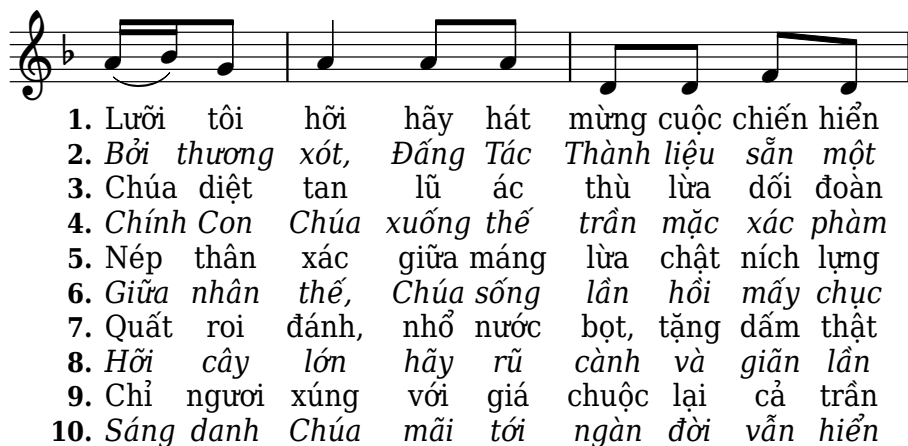 1. Lưỡi tôi hỡi hãy hát mừng cuộc chiến hiển
2. Bởi thương xót, Đấng Tác Thành liệu sẵn một
3. Chúa diệt tan lũ ác thù lừa dối đoàn
4. Chính Con Chúa xuống thế trần mặc xác phàm
5. Nép thân xác giữa máng lừa chật ních lựng
6. Giữa nhân thế, Chúa sống lần hồi mấy chục
7. Quất roi đánh, nhổ nước bọt, tặng dấm thật
8. Hỡi cây lớn hãy rũ cành và giãn lần
9. Chỉ ngươi xúng với giá chuộc lại cả trần
10. Sáng danh Chúa mãi tới ngàn đời vẫn hiển